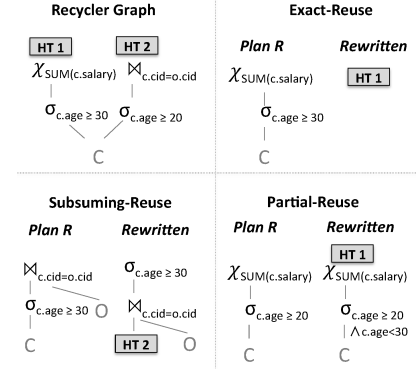 Recycler Graph
HT 1
HT 2
χSUM(c.salary)
⋈c.cid=o.cid
σc.age ≥ 30
σc.age ≥ 20
C
Exact-Reuse
Plan R
Rewritten
χSUM(c.salary)
HT 1
σc.age ≥ 30
C
Subsuming-Reuse
Plan R
Rewritten
⋈c.cid=o.cid
σc.age ≥ 30
σc.age ≥ 30
O
⋈c.cid=o.cid
C
HT 2
O
Partial-Reuse
Plan R
Rewritten
HT 1
χSUM(c.salary)
χSUM(c.salary)
σc.age ≥ 20
σc.age ≥ 20
∧c.age<30
C
C